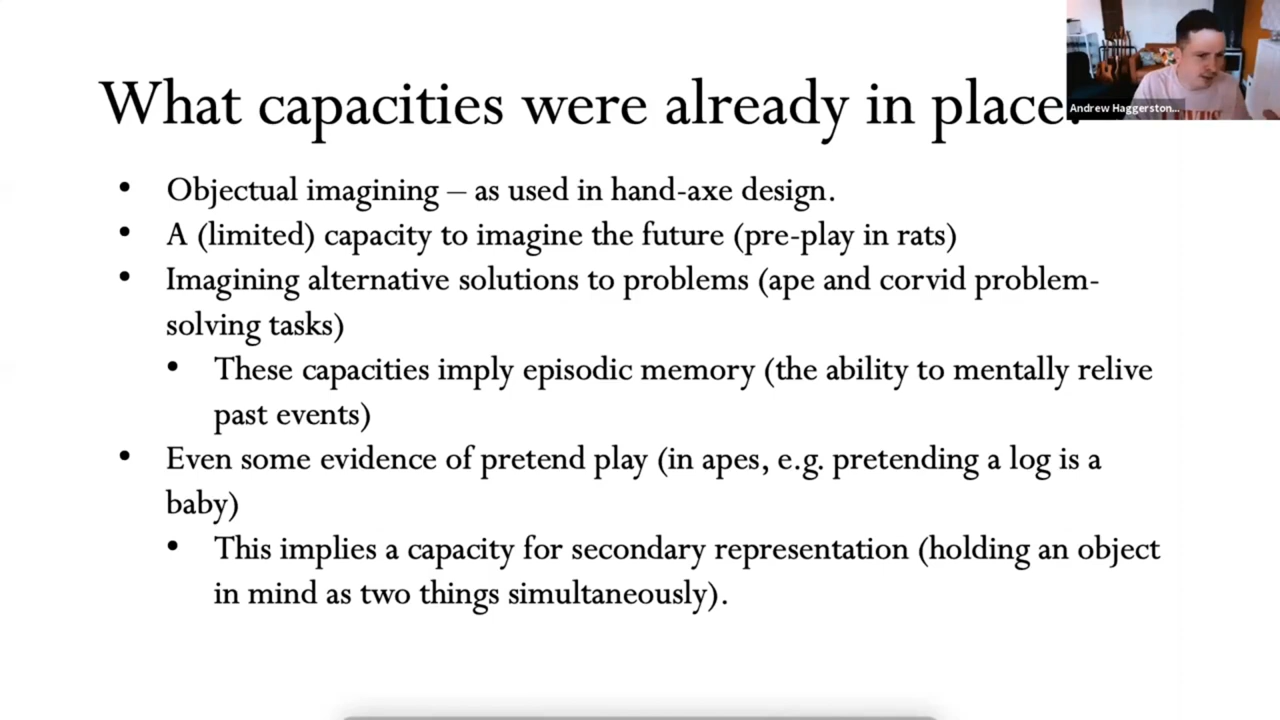 What capacities were already in place?
Andrew Haggerston...
• Objectual imagining – as used in hand-axe design.
• A (limited) capacity to imagine the future (pre-play in rats)
• Imagining alternative solutions to problems (ape and corvid problem-
solving tasks)
• These capacities imply episodic memory (the ability to mentally relive
past events)
• Even some evidence of pretend play (in apes, e.g. pretending a log is a
baby)
• This implies a capacity for secondary representation (holding an object
in mind as two things simultaneously).